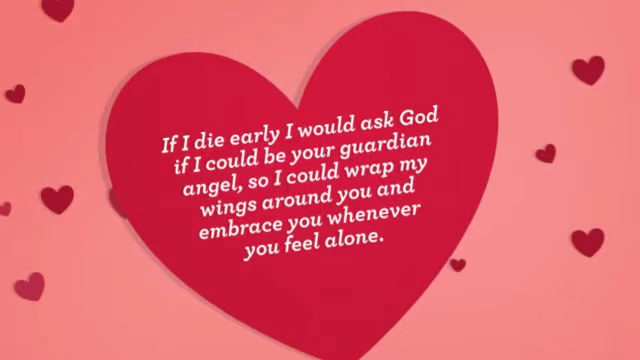 If I die early I would ask God
if I could be your guardian
angel, so I could wrap my
wings around you and
embrace you whenever
you feel alone.